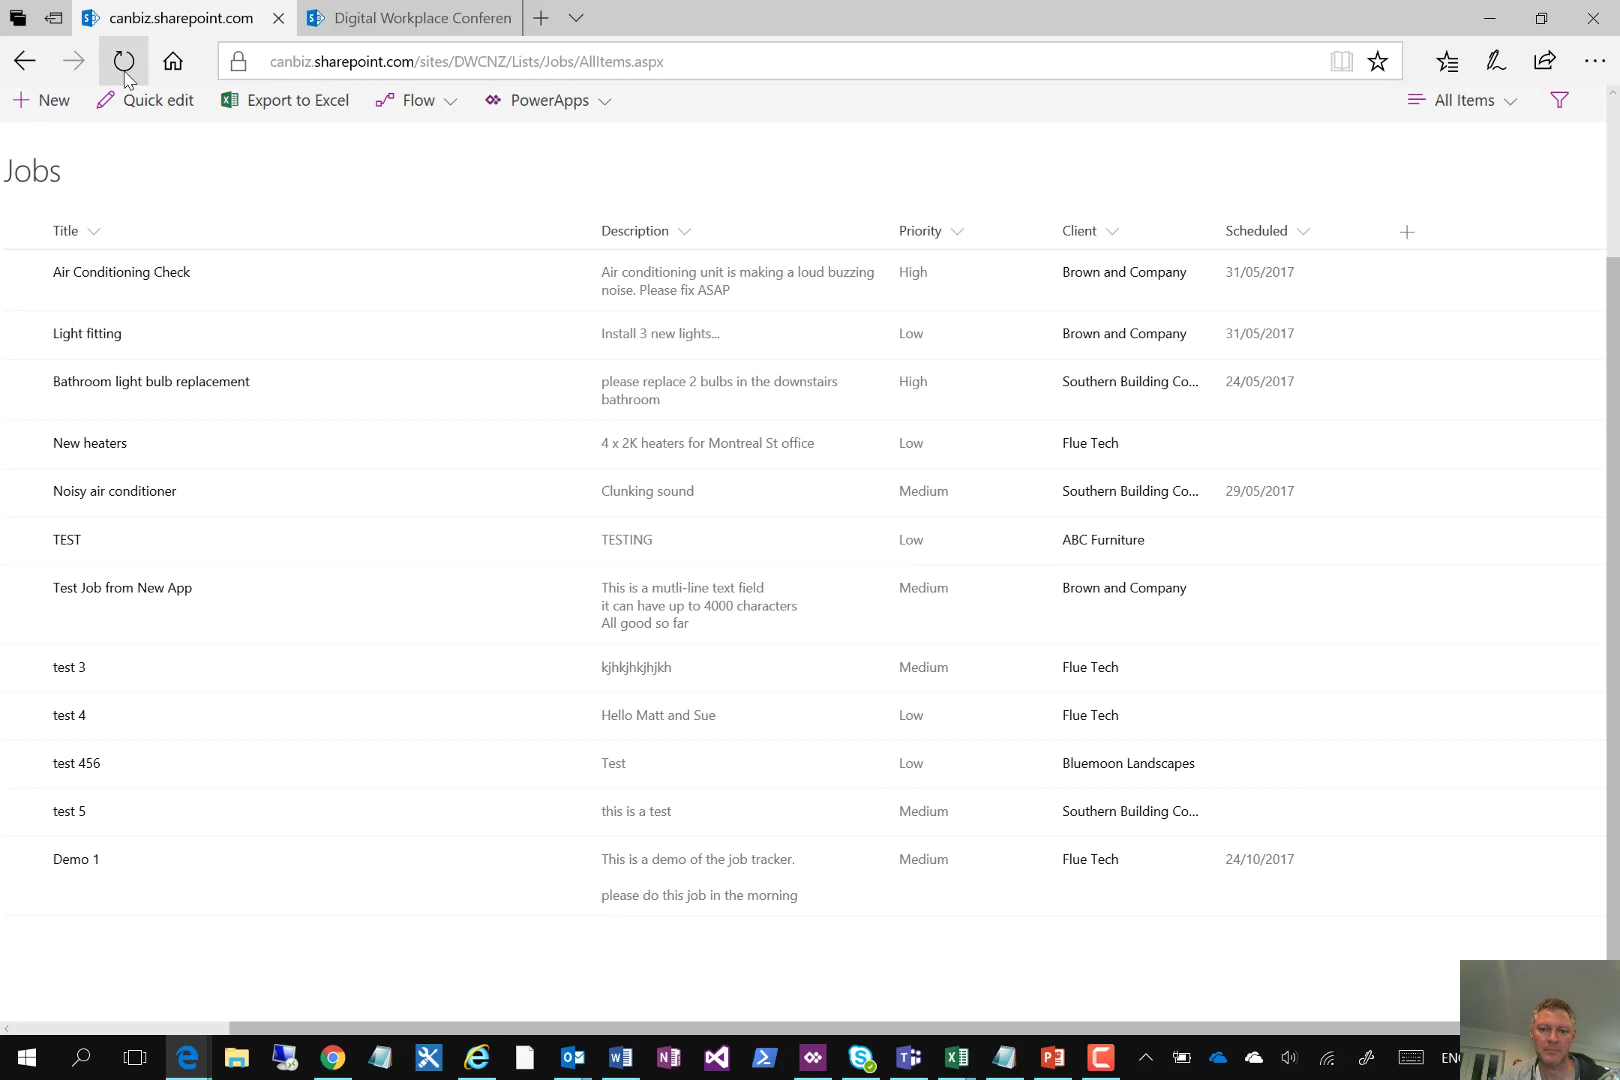 canbiz.sharepoint.com
Digital Workplace Conferen
canbiz.sharepoint.com/sites/DWCNZ/Lists/Jobs/AllItems.aspx
New
Quick edit
Export to Excel
Flow
PowerApps
All Items
Jobs
Title
Description
Priority
Client
Scheduled
Air Conditioning Check
Air conditioning unit is making a loud buzzing
noise. Please fix ASAP
High
Brown and Company
31/05/2017
Light fitting
Install 3 new lights...
Low
Brown and Company
31/05/2017
Bathroom light bulb replacement
please replace 2 bulbs in the downstairs
bathroom
High
Southern Building Co...
24/05/2017
New heaters
4 x 2K heaters for Montreal St office
Low
Flue Tech
Noisy air conditioner
Clunking sound
Medium
Southern Building Co...
29/05/2017
TEST
TESTING
Low
ABC Furniture
Test Job from New App
This is a mutli-line text field
it can have up to 4000 characters
All good so far
Medium
Brown and Company
test 3
kjhkjhkjhjkh
Medium
Flue Tech
test 4
Hello Matt and Sue
Low
Flue Tech
test 456
Test
Low
Bluemoon Landscapes
test 5
this is a test
Medium
Southern Building Co...
Demo 1
This is a demo of the job tracker.
please do this job in the morning
Medium
Flue Tech
24/10/2017